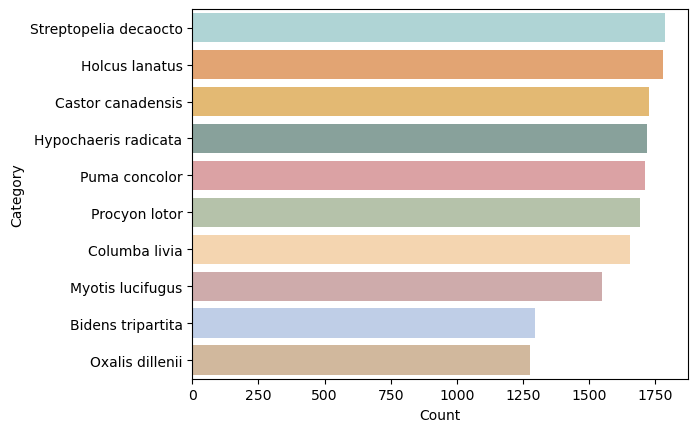 Streptopelia decaocto
Holcus lanatus
Castor canadensis
Hypochaeris radicata
Puma concolor
Procyon lotor
Columba livia
Myotis lucifugus
Bidens tripartita
Oxalis dillenii
Category
0 250 500 750 1000 1250 1500 1750
Count